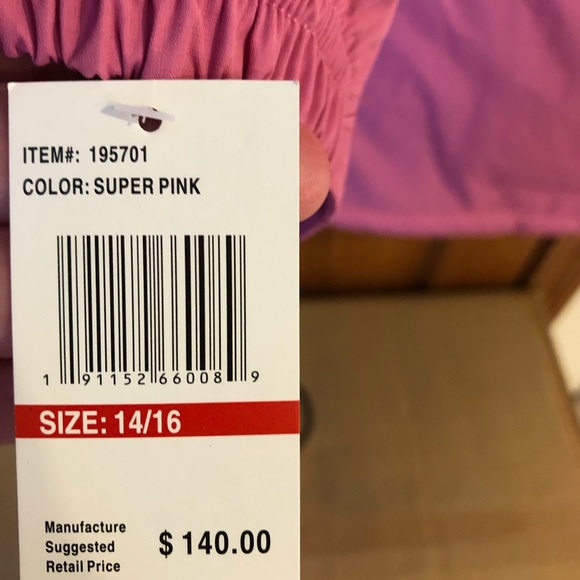 ITEM#: 195701
COLOR: SUPER PINK
1 91152 66008 9
SIZE: 14/16
Manufacture
Suggested $ 140.00
Retail Price